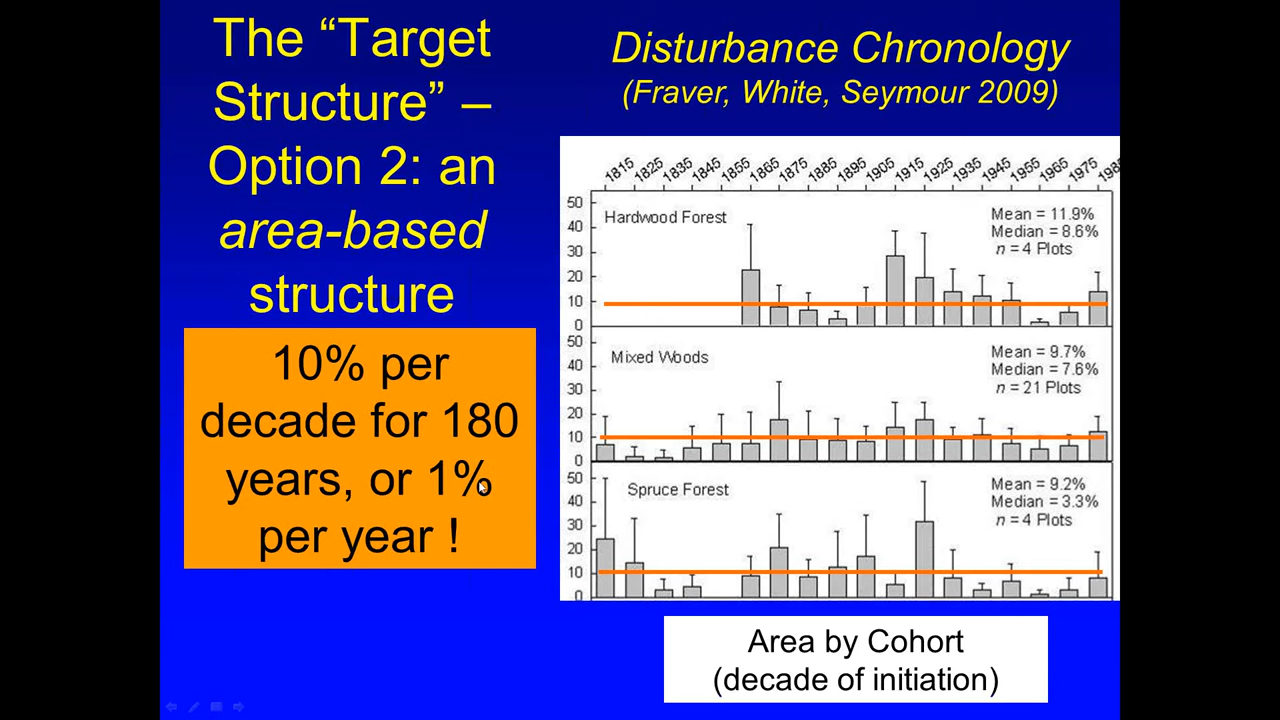 The “Target
Structure” –
Option 2: an
area-based
structure
10% per
decade for 180
years, or 1%
per year !
Disturbance Chronology
(Fraver, White, Seymour 2009)
1815 1825 1835 1845 1855 1865 1875 1885 1895 1905 1915 1925 1935 1945 1955 1965 1975
50
40
30
20
10
0
Hardwood Forest
Mean = 11.9%
Median = 8.6%
n = 4 Plots
50
40
30
20
10
0
Mixed Woods
Mean = 9.7%
Median = 7.6%
n = 21 Plots
50
40
30
20
10
0
Spruce Forest
Mean = 9.2%
Median = 3.3%
n = 4 Plots
Area by Cohort
(decade of initiation)